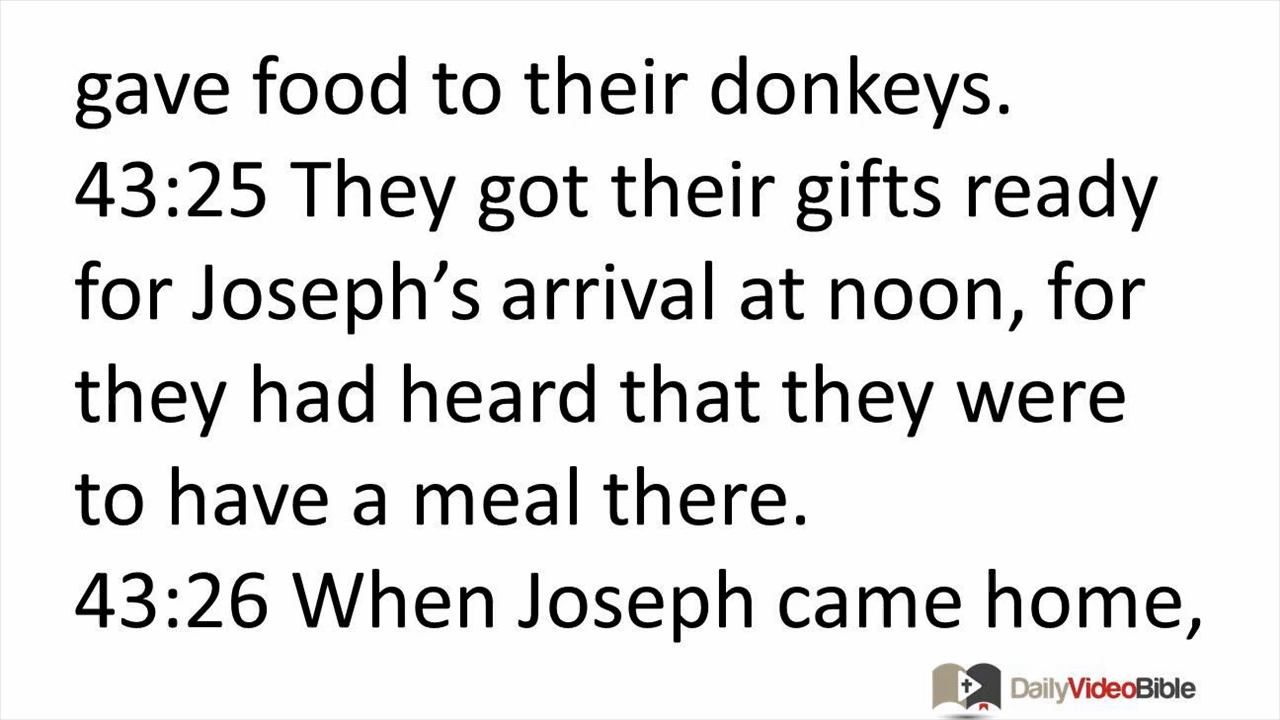 gave food to their donkeys.
43:25 They got their gifts ready
for Joseph’s arrival at noon, for
they had heard that they were
to have a meal there.
43:26 When Joseph came home,
DailyVideoBible